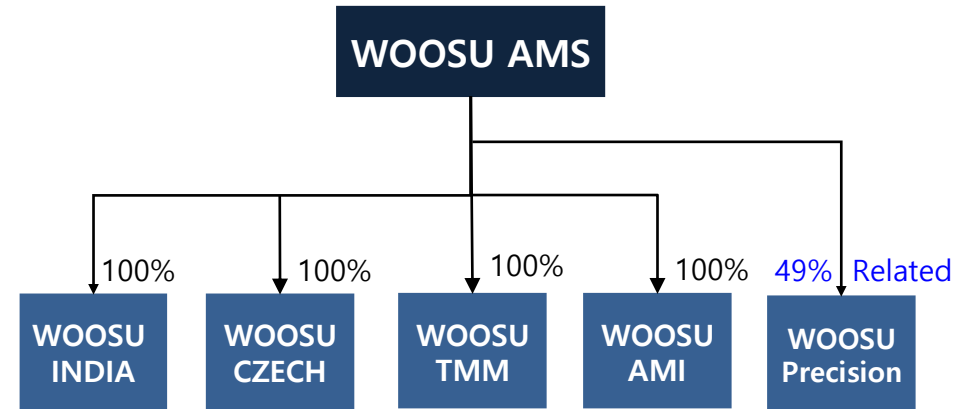 WOOSU AMS
100%
100%
100%
100%
49%
Related
WOOSU
INDIA
WOOSU
CZECH
WOOSU
TMM
WOOSU
AMI
WOOSU
Precision